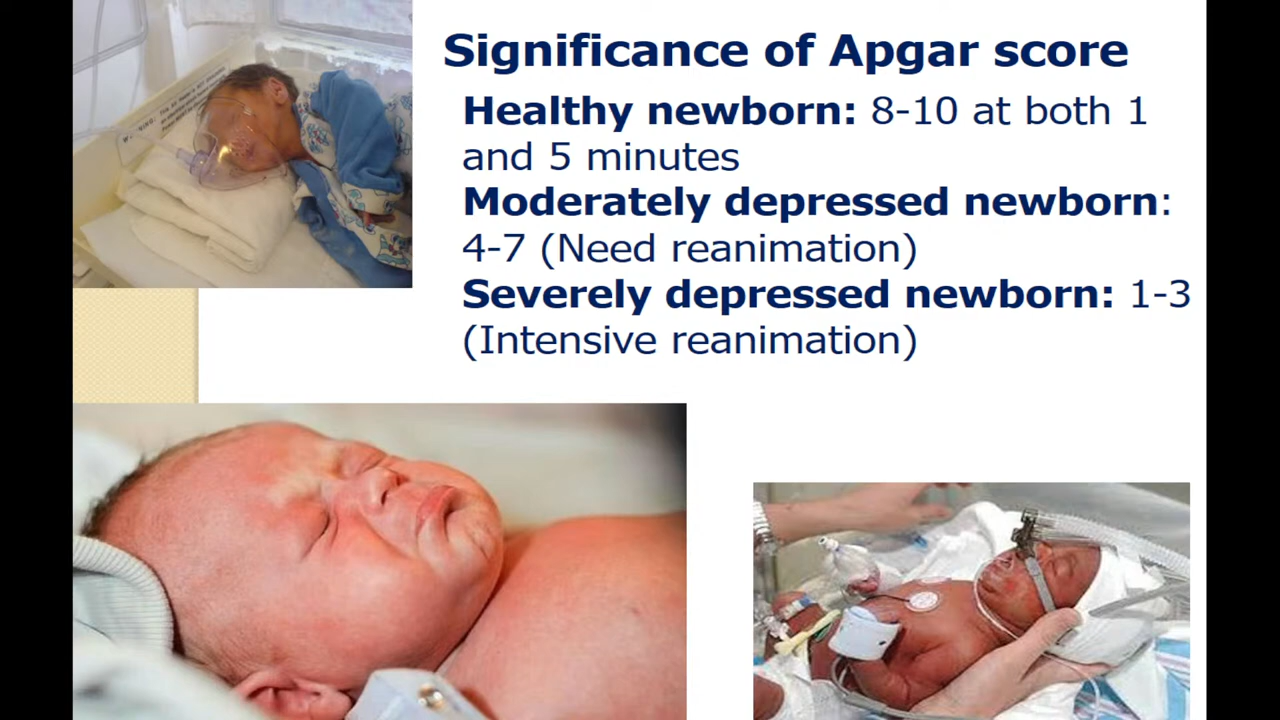 Significance of Apgar score
Healthy newborn: 8-10 at both 1
and 5 minutes
Moderately depressed newborn:
4-7 (Need reanimation)
Severely depressed newborn: 1-3
(Intensive reanimation)